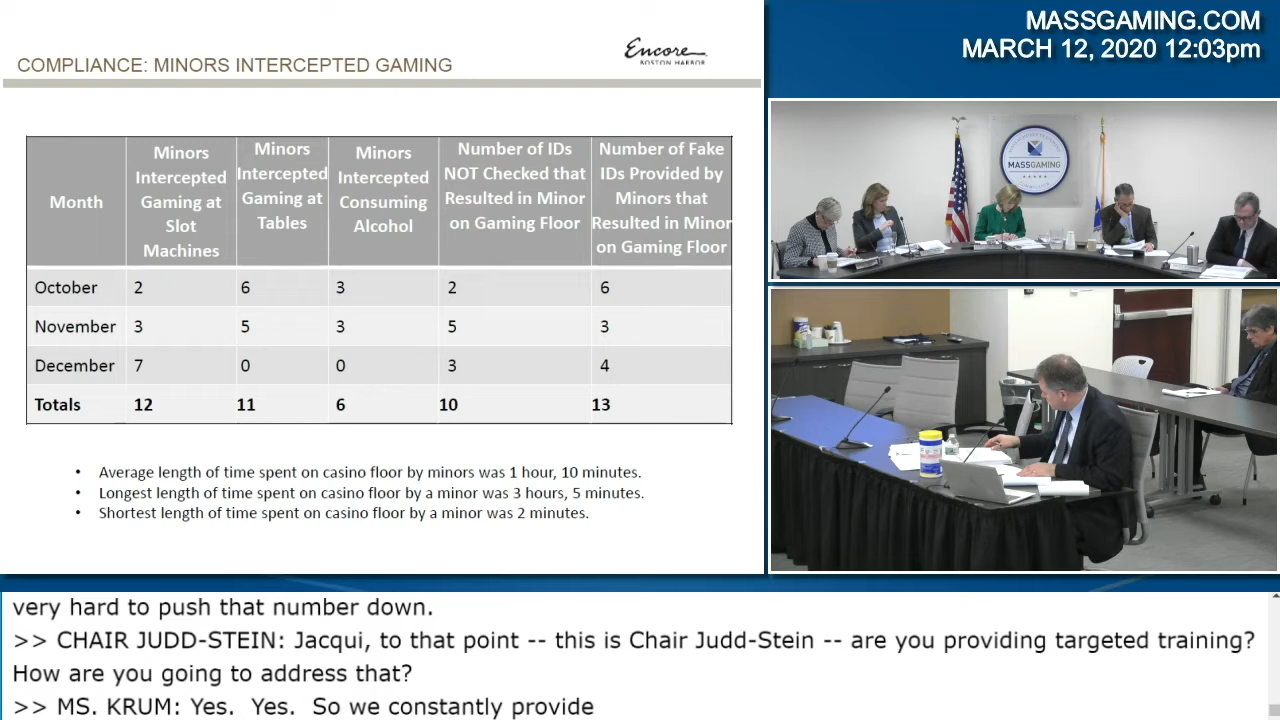 MASSGAMING.COM
MARCH 12, 2020 12:03pm
Encore
BOSTON HARBOR
COMPLIANCE: MINORS INTERCEPTED GAMING
Month
Minors
Intercepted
Gaming at
Slot
Machines
Minors
Intercepted
Gaming at
Tables
Minors
Intercepted
Consuming
Alcohol
Number of IDs
NOT Checked that
Resulted in Minor
on Gaming Floor
Number of Fake
IDs Provided by
Minors that
Resulted in Minor
on Gaming Floor
October 2 6 3 2 6
November 3 5 3 5 3
December 7 0 0 3 4
Totals 12 11 6 10 13
• Average length of time spent on casino floor by minors was 1 hour, 10 minutes.
• Longest length of time spent on casino floor by a minor was 3 hours, 5 minutes.
• Shortest length of time spent on casino floor by a minor was 2 minutes.
MASSGAMING
very hard to push that number down.
>> CHAIR JUDD-STEIN: Jacqui, to that point -- this is Chair Judd-Stein -- are you providing targeted training?
How are you going to address that?
>> MS. KRUM: Yes.  Yes.  So we constantly provide